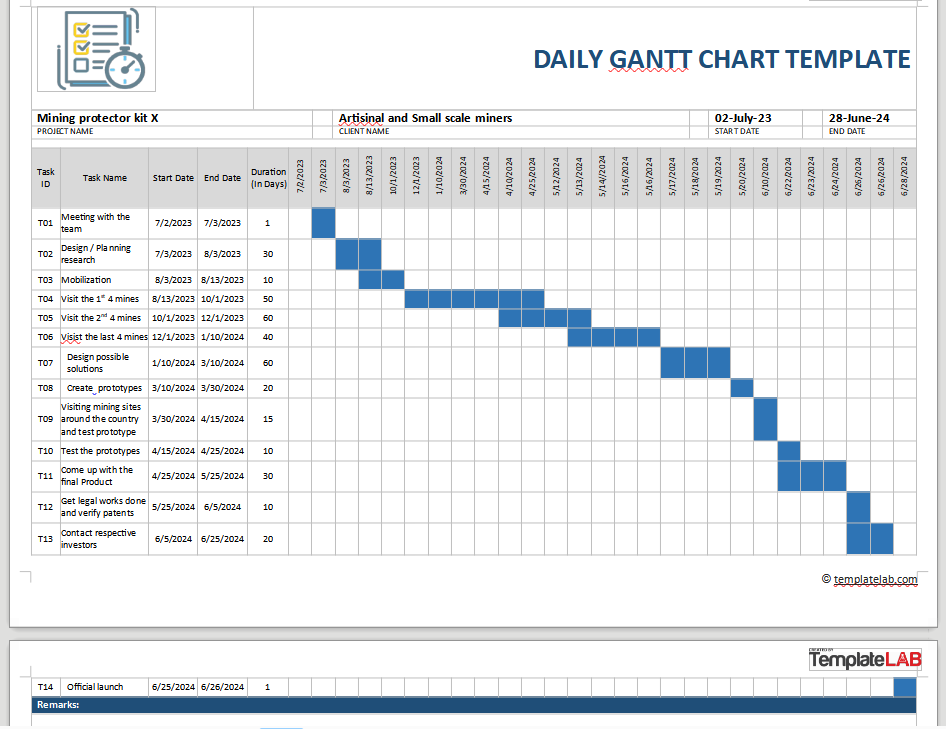 DAILY GANTT CHART TEMPLATE
Mining protector kit X Artisinal and Small scale miners 02-July-23 28-June-24
PROJECT NAME CLIENT NAME START DATE END DATE
Task ID Task Name Start Date End Date Duration (In Days) 7/2/2023 7/3/2023 8/3/2023 8/13/2023 10/1/2023 12/1/2023 1/10/2024 3/30/2024 4/15/2024 4/10/2024 4/25/2024 5/12/2024 5/13/2024 5/14/2024 5/16/2024 5/16/2024 5/17/2024 5/18/2024 5/19/2024 5/20/2024 6/10/2024 6/22/2024 6/23/2024 6/24/2024 6/26/2024 6/26/2024 6/28/2024
T01 Meeting with the team 7/2/2023 7/3/2023 1
T02 Design / Planning research 7/3/2023 8/3/2023 30
T03 Mobilization 8/3/2023 8/13/2023 10
T04 Visit the 1st 4 mines 8/13/2023 10/1/2023 50
T05 Visit the 2nd 4 mines 10/1/2023 12/1/2023 60
T06 Visist the last 4 mines 12/1/2023 1/10/2024 40
T07 Design possible solutions 1/10/2024 3/10/2024 60
T08 Create prototypes 3/10/2024 3/30/2024 20
T09 Visiting mining sites around the country and test prototype 3/30/2024 4/15/2024 15
T10 Test the prototypes 4/15/2024 4/25/2024 10
T11 Come up with the final Product 4/25/2024 5/25/2024 30
T12 Get legal works done and verify patents 5/25/2024 6/5/2024 10
T13 Contact respective investors 6/5/2024 6/25/2024 20
© templatelab.com
TemplateLAB
T14 Official launch 6/25/2024 6/26/2024 1
Remarks: